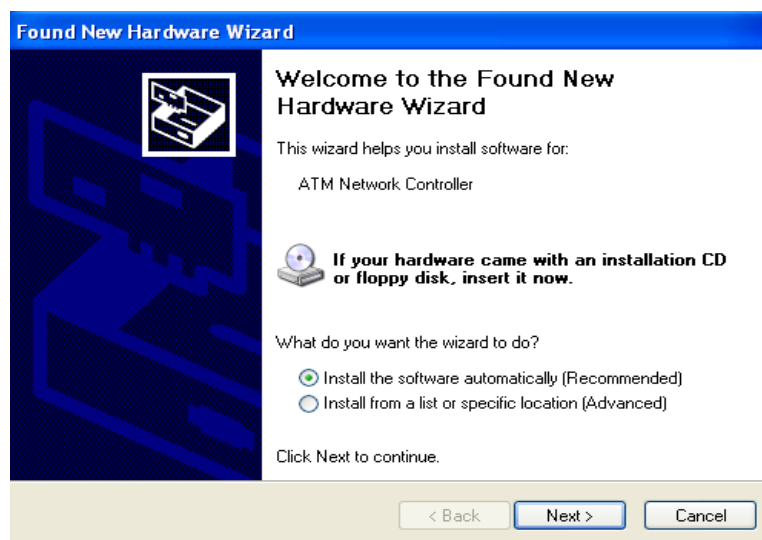 Found New Hardware Wizard
Welcome to the Found New
Hardware Wizard
This wizard helps you install software for:
ATM Network Controller
If your hardware came with an installation CD
or floppy disk, insert it now.
What do you want the wizard to do?
Install the software automatically (Recommended)
Install from a list or specific location (Advanced)
Click Next to continue.
< Back Next > Cancel